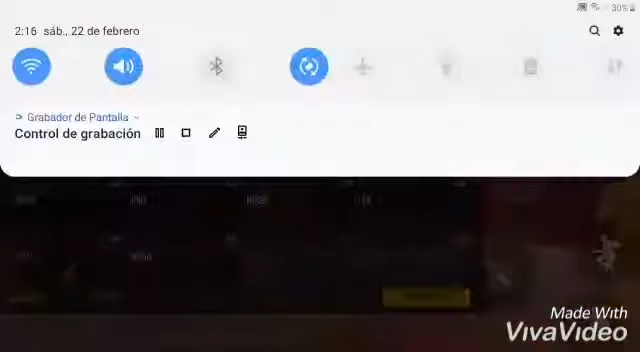 30%
2:16 sáb., 22 de febrero
Grabador de Pantalla
Control de grabación
Made With
VivaVideo